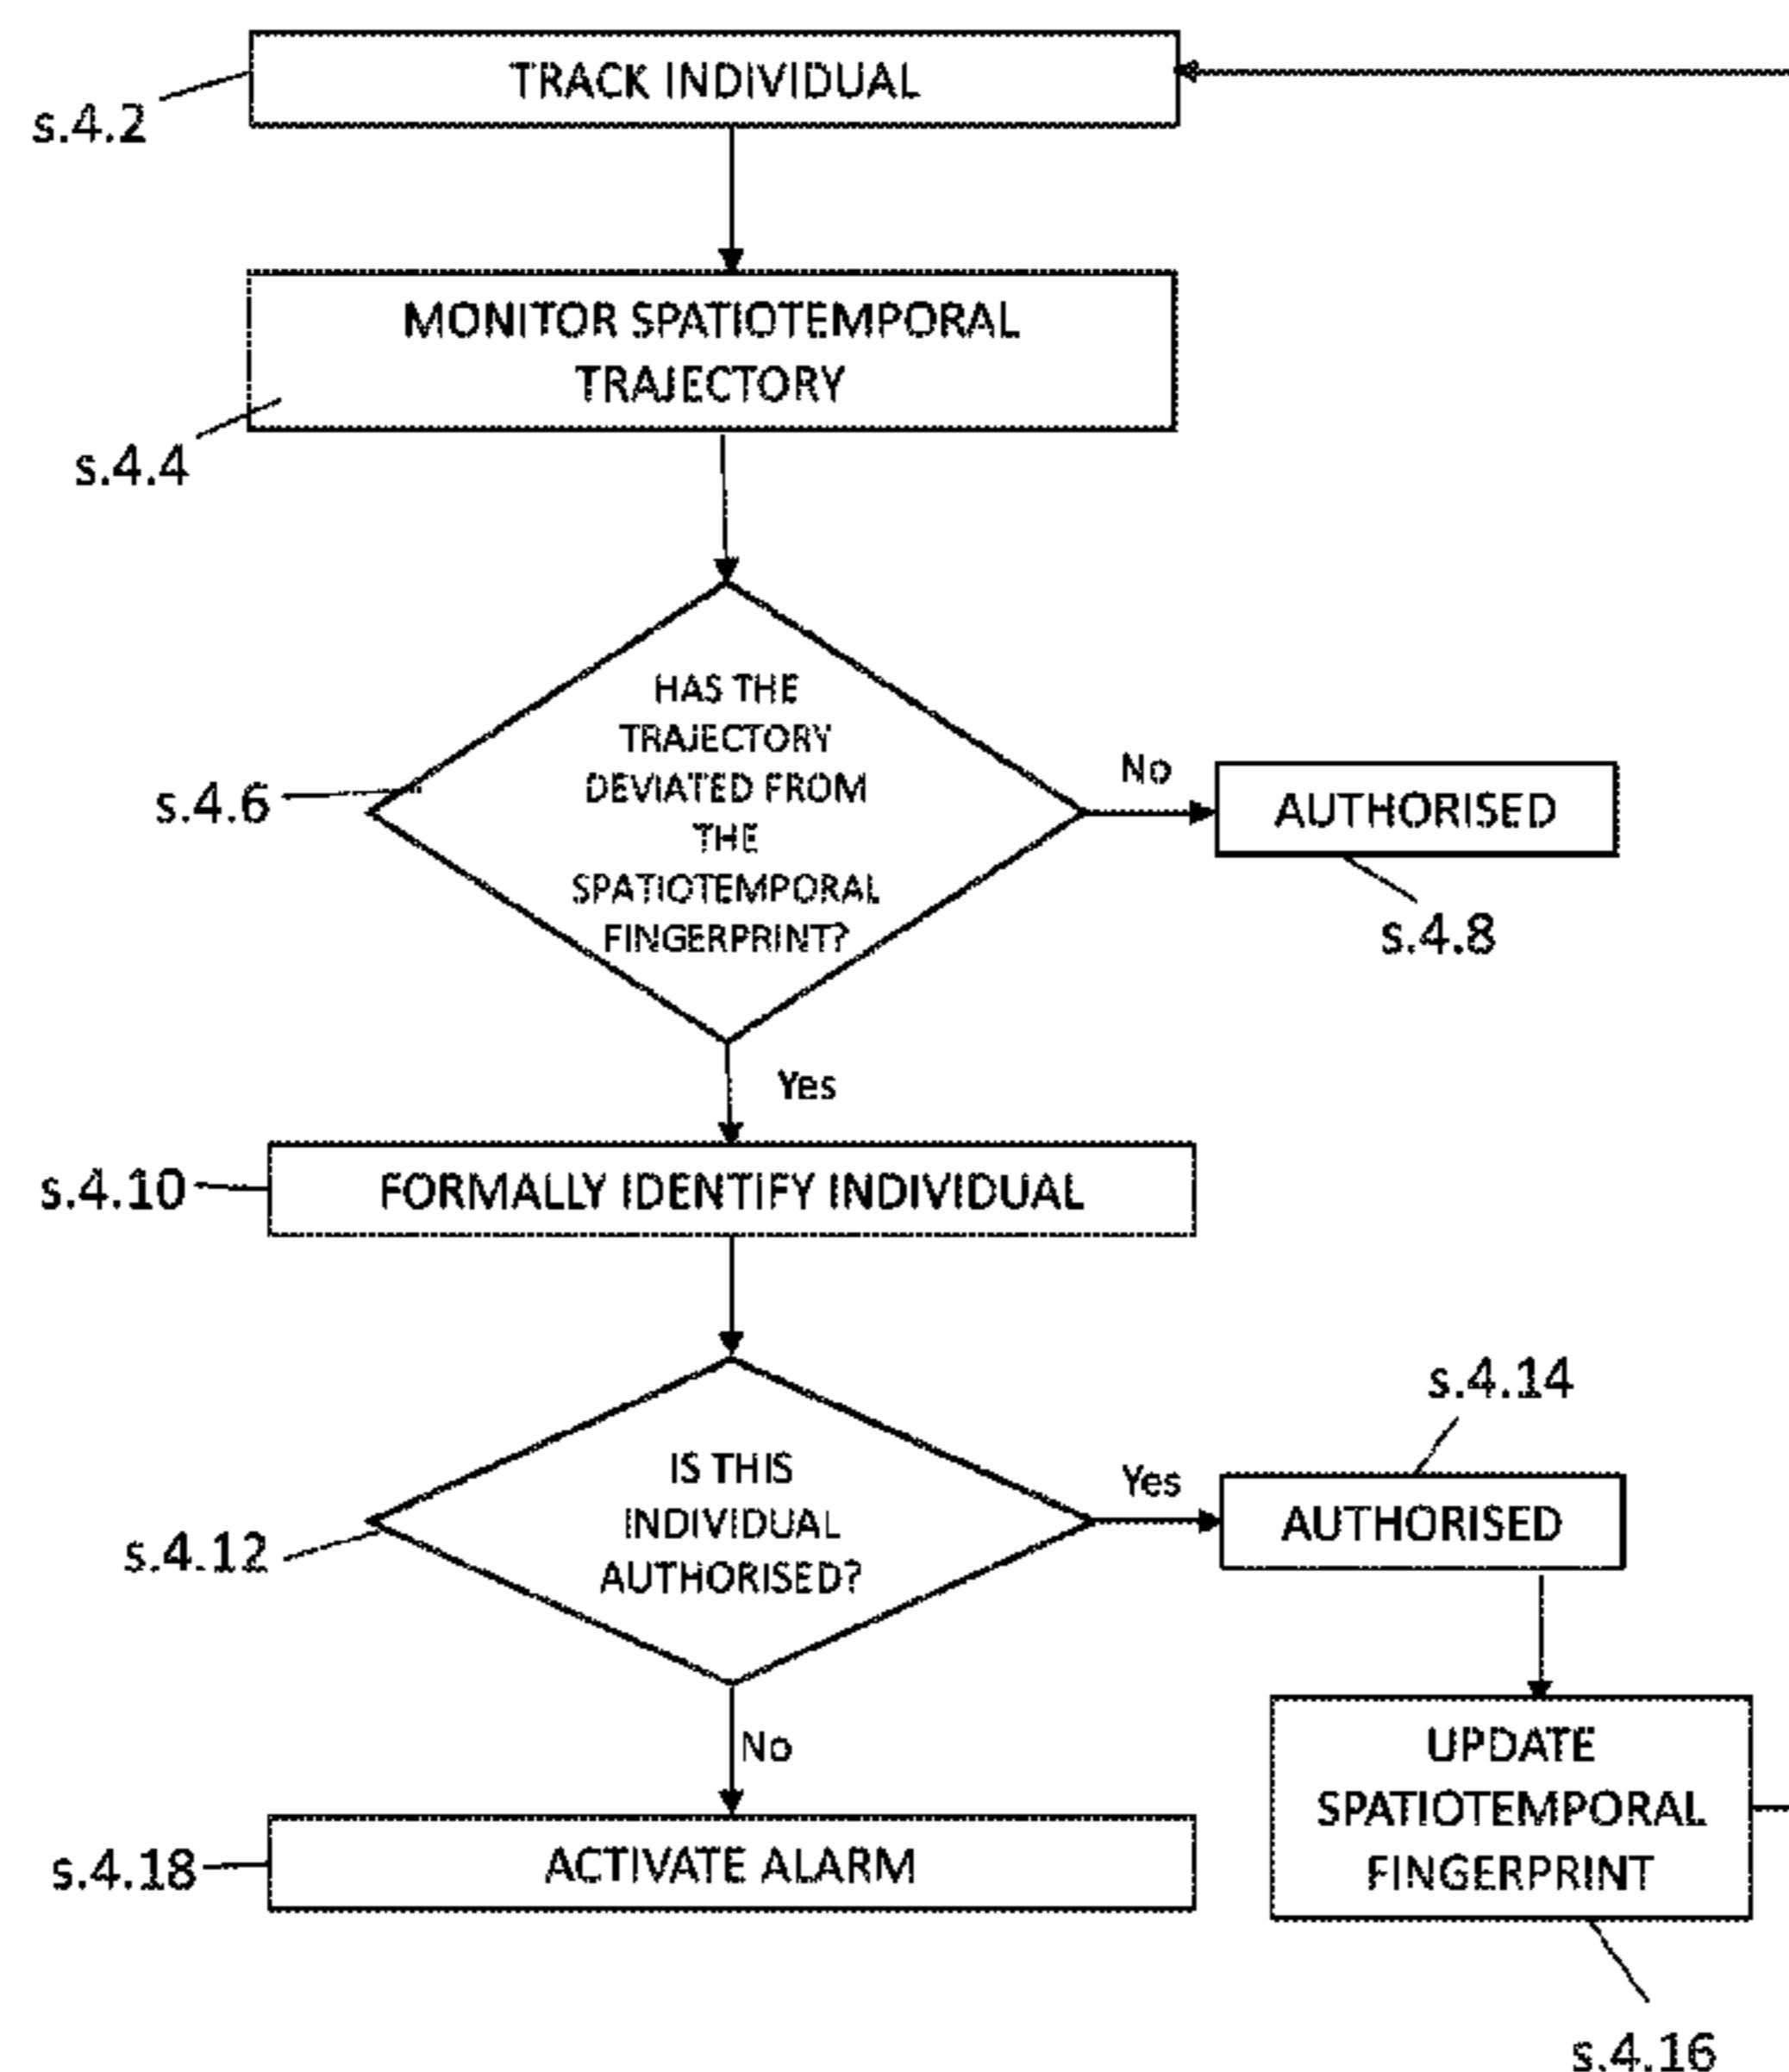 TRACK INDIVIDUAL
s.4.2
MONITOR SPATIOTEMPORAL
TRAJECTORY
s.4.4
HAS THE
TRAJECTORY
DEVIATED FROM
THE
SPATIOTEMPORAL
FINGERPRINT?
s.4.6
No
AUTHORISED
s.4.8
Yes
FORMALLY IDENTIFY INDIVIDUAL
s.4.10
IS THIS
INDIVIDUAL
AUTHORISED?
s.4.12
Yes
s.4.14
AUTHORISED
No
UPDATE
SPATIOTEMPORAL
FINGERPRINT
s.4.16
ACTIVATE ALARM
s.4.18